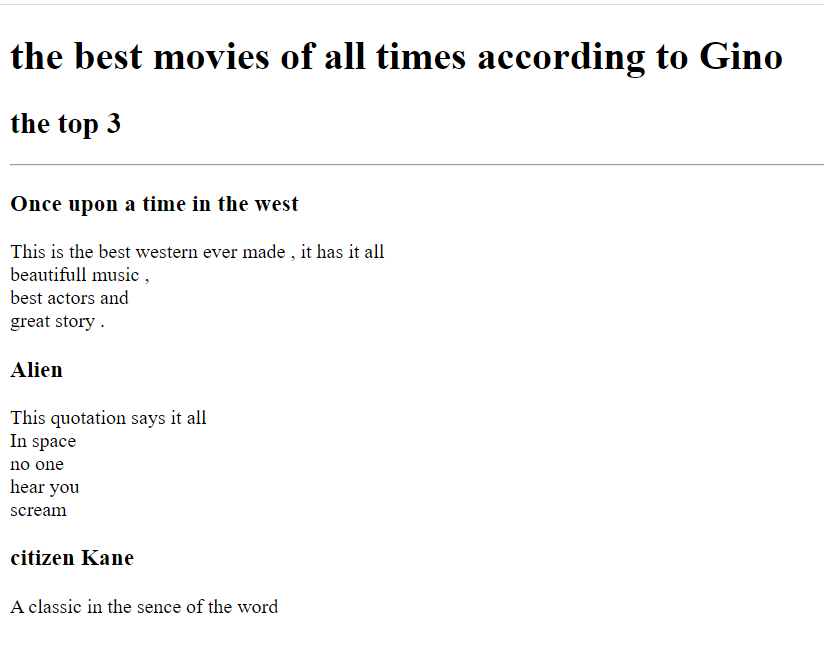 the best movies of all times according to Gino
the top 3
Once upon a time in the west
This is the best western ever made , it has it all
beautifull music ,
best actors and
great story .
Alien
This quotation says it all
In space
no one
hear you
scream
citizen Kane
A classic in the sence of the word